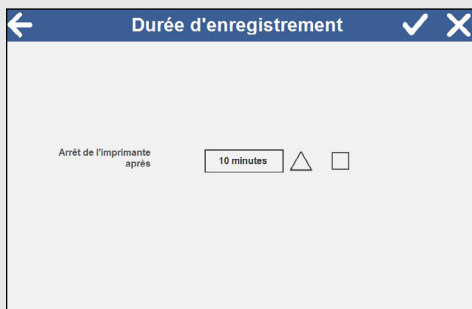 Durée d'enregistrement
Arrêt de l'imprimante
après
10 minutes